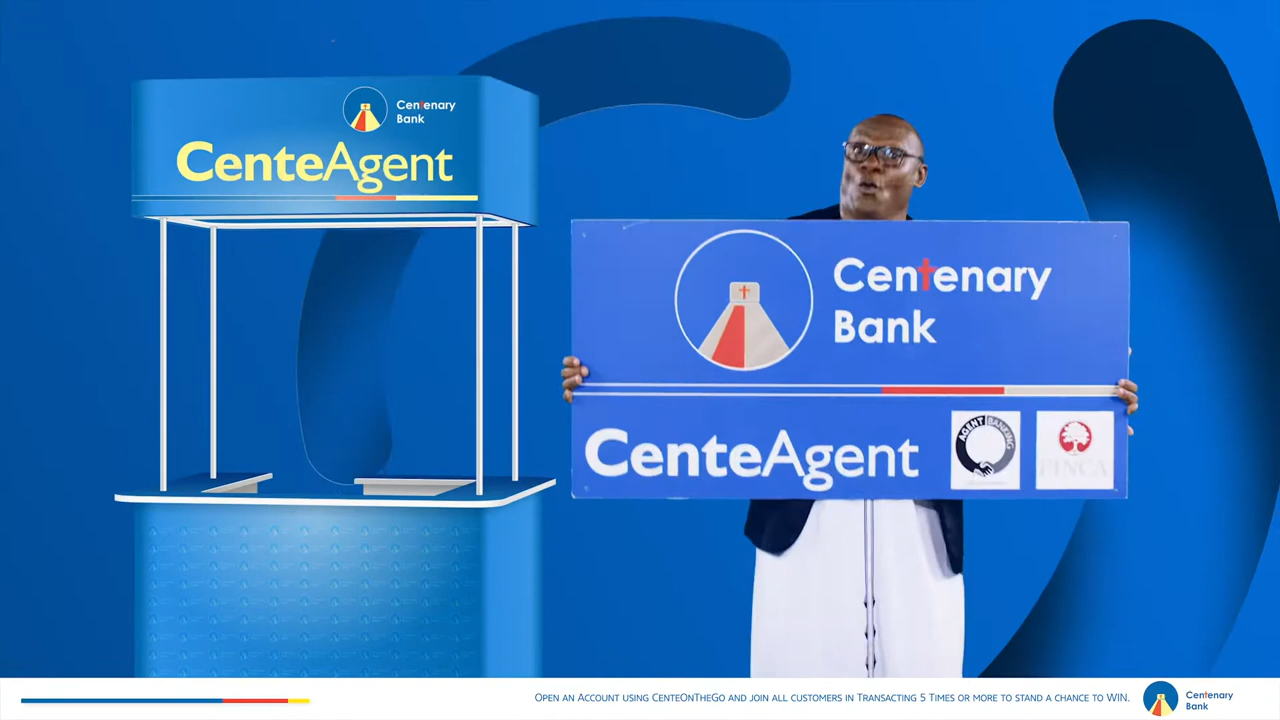 Centenary
Bank
CenteAgent
Centenary
Bank
CenteAgent
AGENT BANKING
PINCA
OPEN AN ACCOUNT USING CENTEONTHEGO AND JOIN ALL CUSTOMERS IN TRANSACTING 5 TIMES OR MORE TO STAND A CHANCE TO WIN.
Centenary
Bank